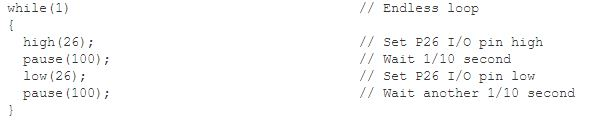 while(1) // Endless loop
{
high(26); // Set P26 I/O pin high
pause(100); // Wait 1/10 second
low(26); // Set P26 I/O pin low
pause(100); // Wait another 1/10 second
}